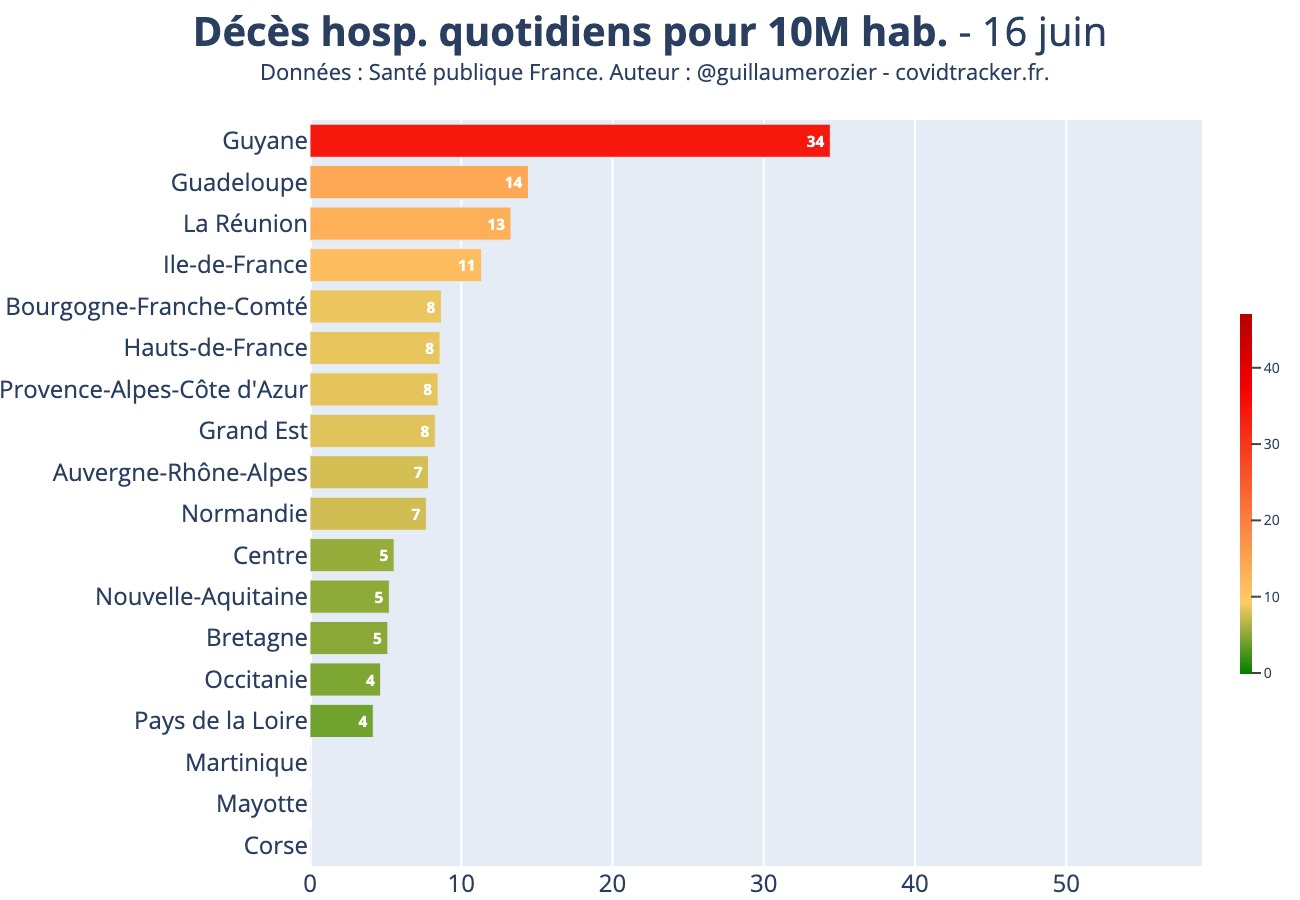 Décès hosp. quotidiens pour 10M hab. - 16 juin
Données : Santé publique France. Auteur : @guillaumerozier - covidtracker.fr.
Guyane 34
Guadeloupe 14
La Réunion 13
Ile-de-France 11
Bourgogne-Franche-Comté 8
Hauts-de-France 8
Provence-Alpes-Côte d'Azur 8
Grand Est 8
Auvergne-Rhône-Alpes 7
Normandie 7
Centre 5
Nouvelle-Aquitaine 5
Bretagne 5
Occitanie 4
Pays de la Loire 4
Martinique
Mayotte
Corse
0 10 20 30 40 50
40
30
20
10
0